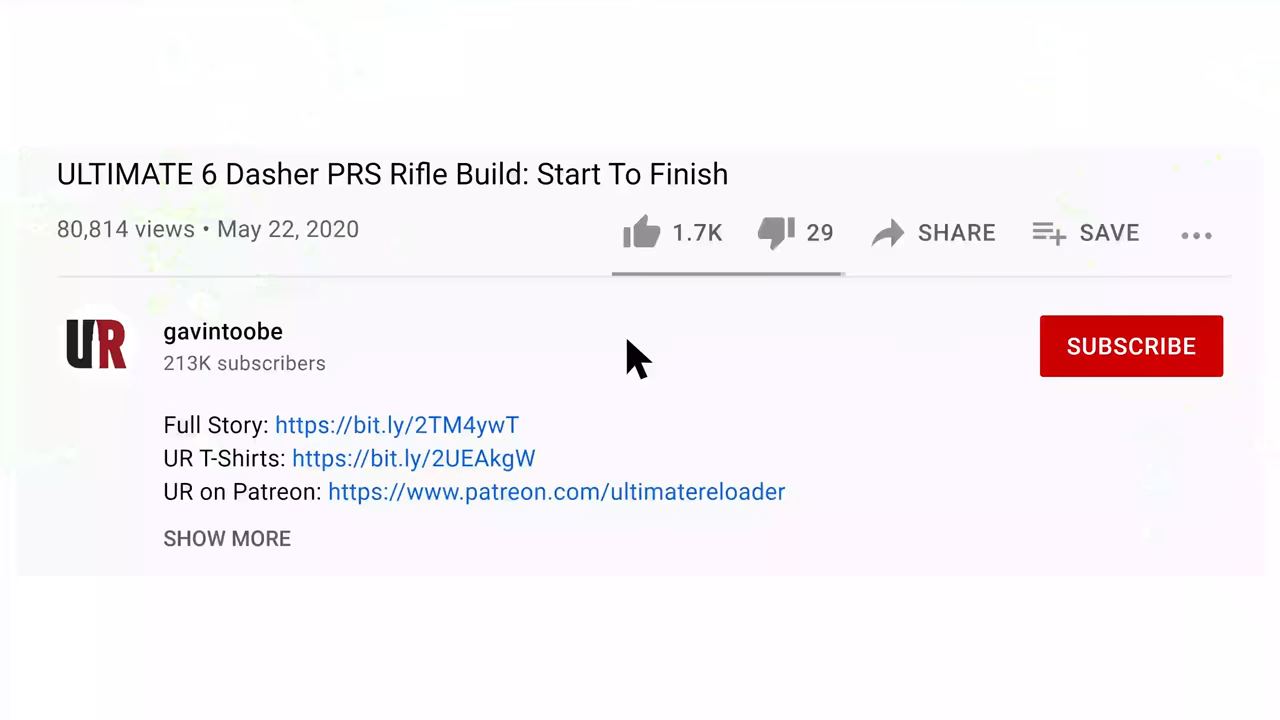 ULTIMATE 6 Dasher PRS Rifle Build: Start To Finish
80,814 views • May 22, 2020
1.7K 29 SHARE SAVE
UR
gavintoobe
213K subscribers
SUBSCRIBE
Full Story: https://bit.ly/2TM4ywT
UR T-Shirts: https://bit.ly/2UEAkgW
UR on Patreon: https://www.patreon.com/ultimatereloader
SHOW MORE